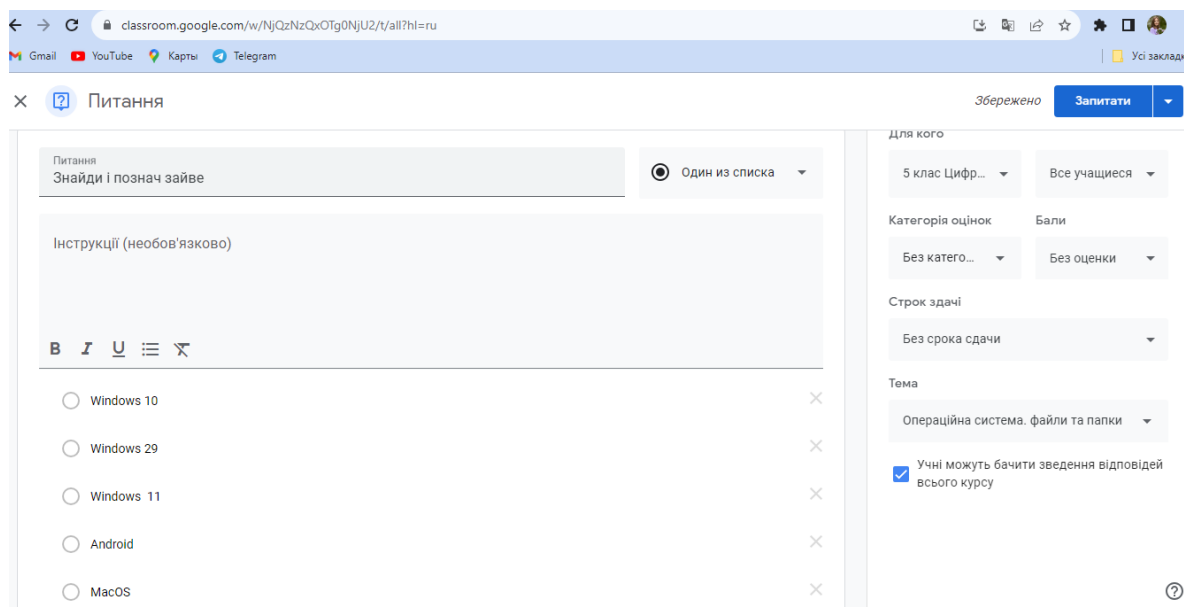 classroom.google.com/w/NjQzNzQxOTg0NjU2/t/all?hl=ru
Gmail YouTube Карты Telegram Усі закладк
Питання Збережено Запитати
Для кого
Питання
Знайди і познач зайве
Один из списка
5 клас Цифр... Все учащиеся
Категорія оцінок Бали
Інструкції (необов'язково)
Без катего... Без оценки
Строк здачі
Без срока сдачи
B I U
Тема
Операційна система. файли та папки
Учні можуть бачити зведення відповідей
всього курсу
Windows 10
Windows 29
Windows 11
Android
MacOS